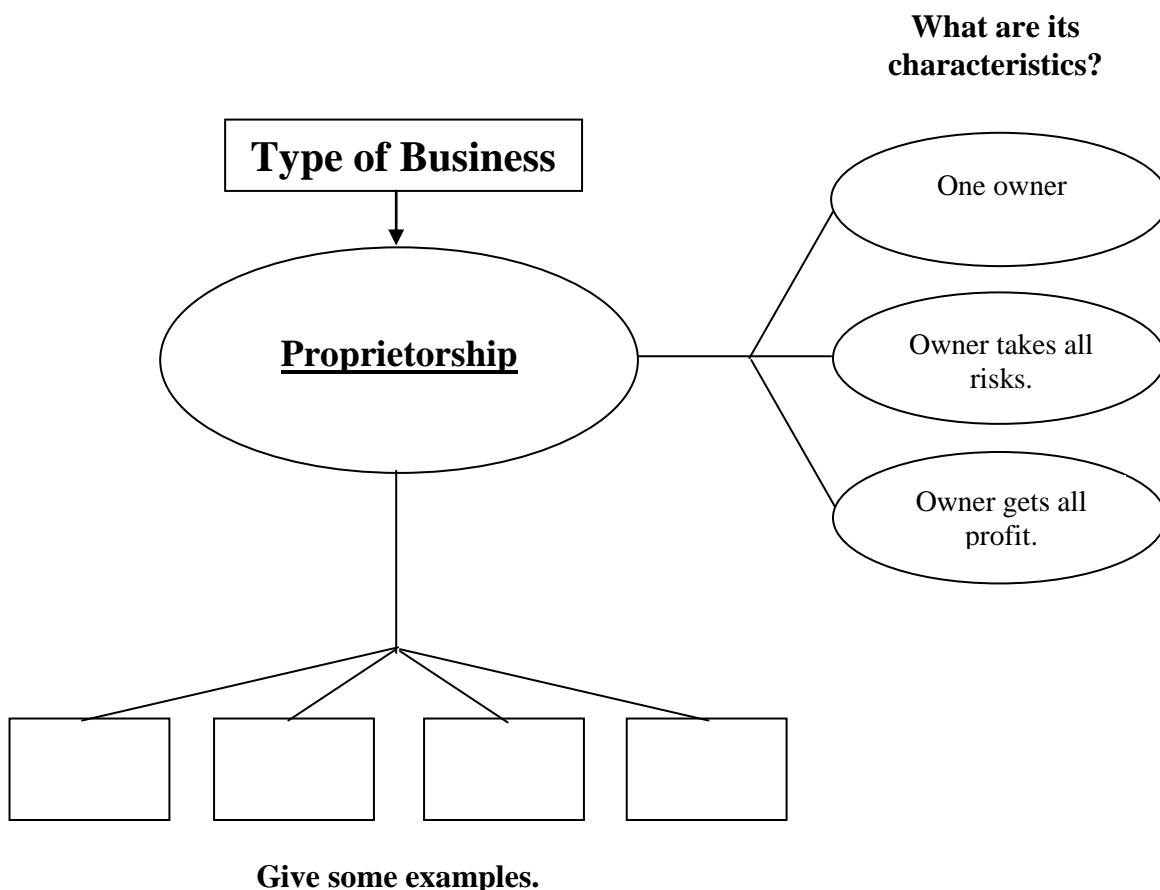 What are its
characteristics?
Type of Business
One owner
Proprietorship
Owner takes all
risks.
Owner gets all
profit.
Give some examples.